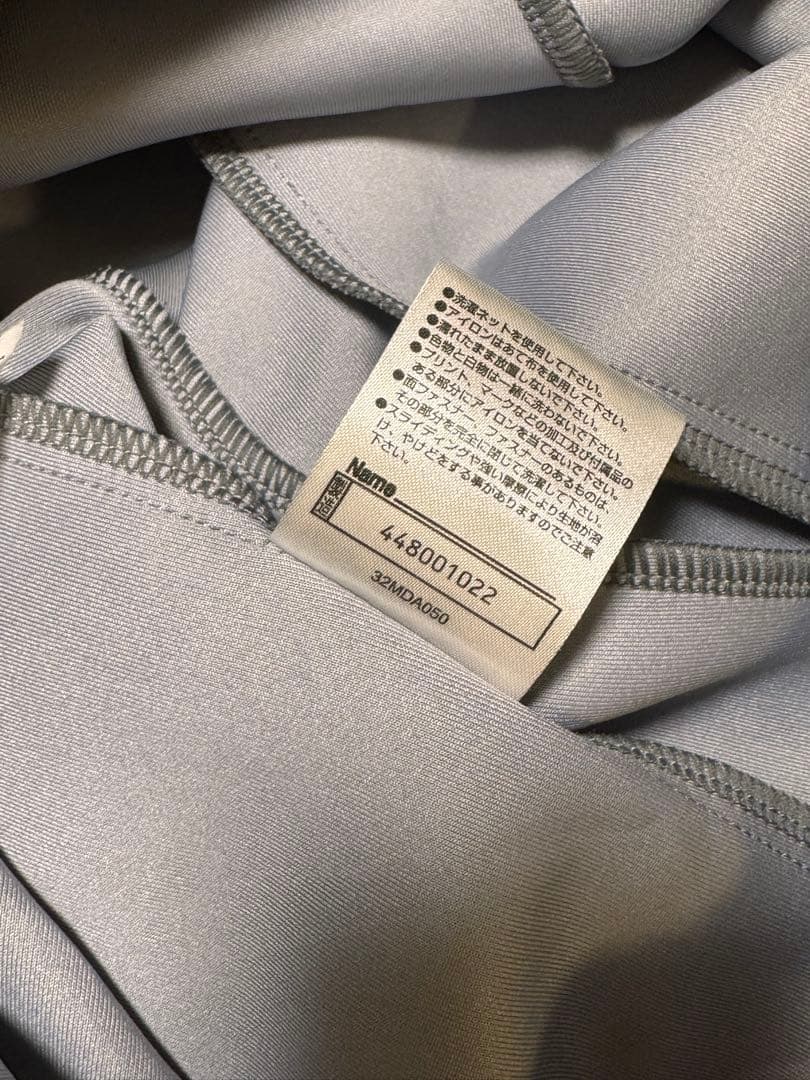 ●洗濯ネットを使用して下さい。
●アイロンはあて布を使用して下さい。
●濡れたまま放置しないで下さい。
●色物と白物は一緒に洗わないで下さい。
●プリント、マークなどの加工及び付属品の
ある部分にアイロンを当てないで下さい。
●面ファスナー、ファスナーのあるものは、
その部分を完全に閉じて洗濯して下さい。
●スライディングや強い摩擦により生地が溶
け、やけどをする事がありますのでご注意
下さい。
Name
448001022
32MDA050